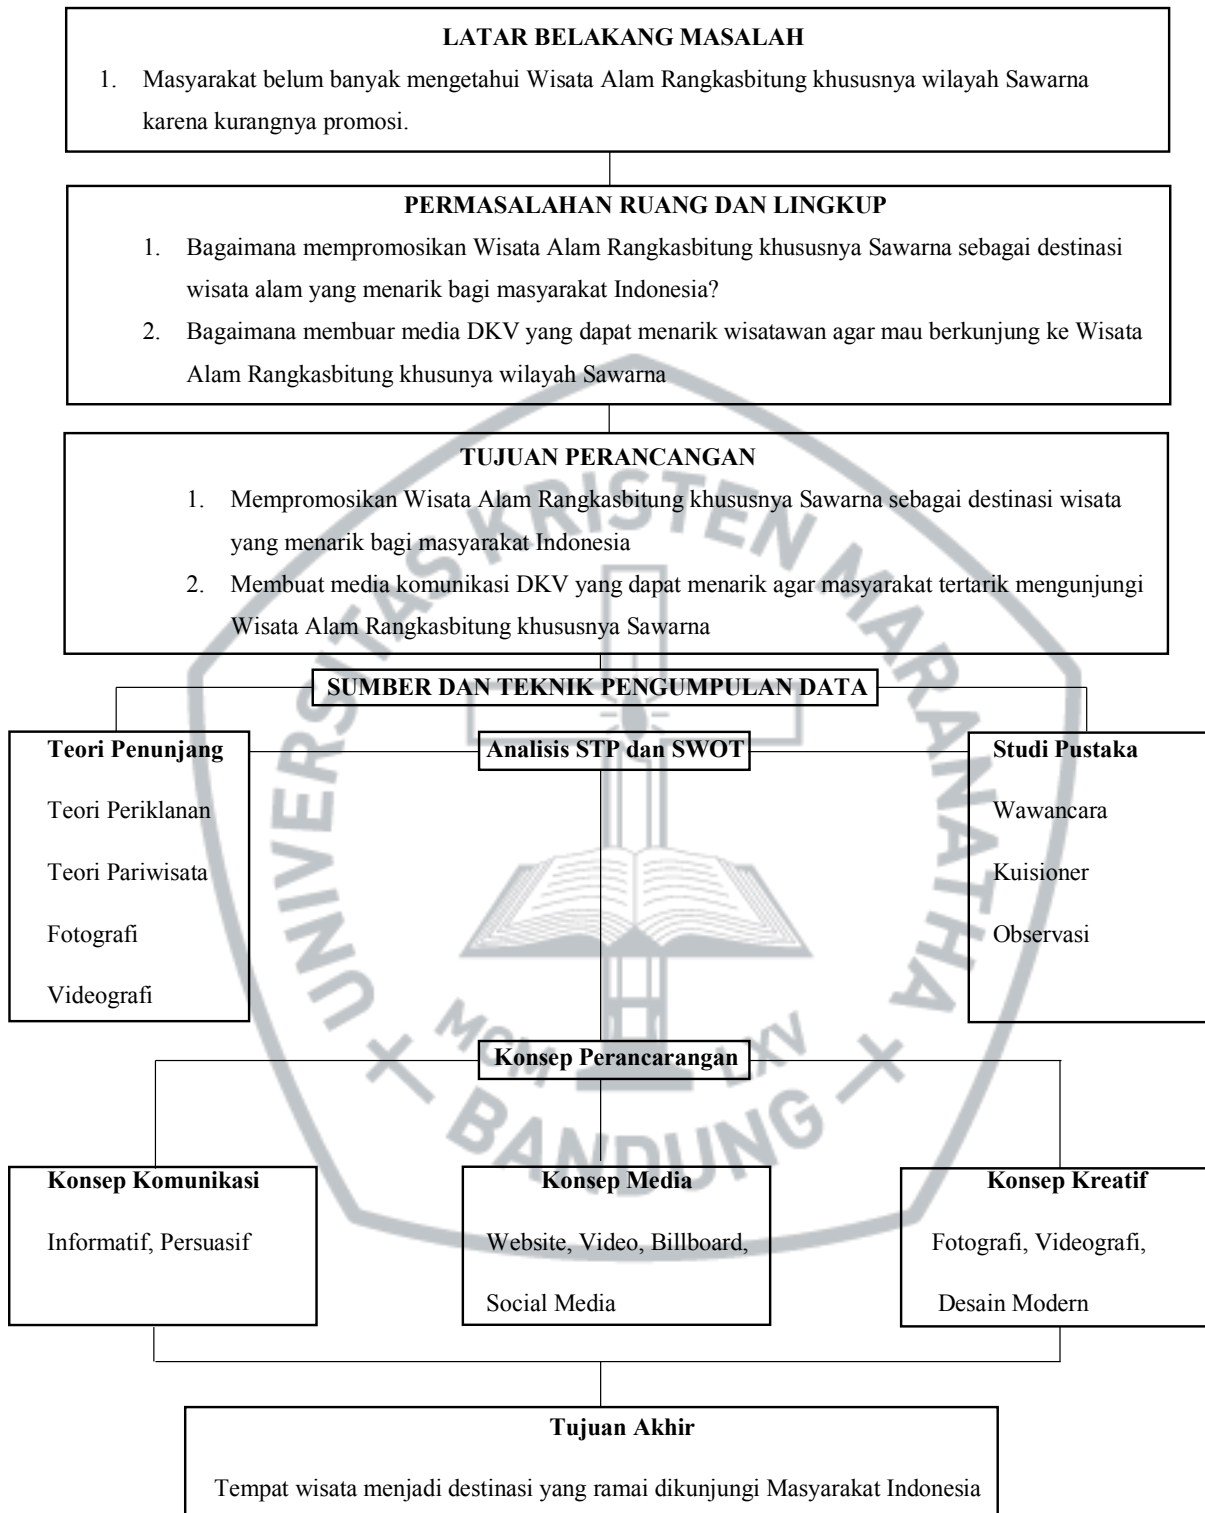 LATAR BELAKANG MASALAH
1. Masyarakat belum banyak mengetahui Wisata Alam Rangkasbitung khususnya wilayah Sawarna
karena kurangnya promosi.
PERMASALAHAN RUANG DAN LINGKUP
1. Bagaimana mempromosikan Wisata Alam Rangkasbitung khususnya Sawarna sebagai destinasi
wisata alam yang menarik bagi masyarakat Indonesia?
2. Bagaimana membuar media DKV yang dapat menarik wisatawan agar mau berkunjung ke Wisata
Alam Rangkasbitung khusunya wilayah Sawarna
TUJUAN PERANCANGAN
1. Mempromosikan Wisata Alam Rangkasbitung khususnya Sawarna sebagai destinasi wisata
yang menarik bagi masyarakat Indonesia
2. Membuat media komunikasi DKV yang dapat menarik agar masyarakat tertarik mengunjungi
Wisata Alam Rangkasbitung khususnya Sawarna
SUMBER DAN TEKNIK PENGUMPULAN DATA
Teori Penunjang
Teori Periklanan
Teori Pariwisata
Fotografi
Videografi
Analisis STP dan SWOT
Studi Pustaka
Wawancara
Kuisioner
Observasi
Konsep Perancarangan
Konsep Komunikasi
Informatif, Persuasif
Konsep Media
Website, Video, Billboard,
Social Media
Konsep Kreatif
Fotografi, Videografi,
Desain Modern
Tujuan Akhir
Tempat wisata menjadi destinasi yang ramai dikunjungi Masyarakat Indonesia
UNIVERSITAS KRISTEN MARANATHA
MCM LXV
BANDUNG